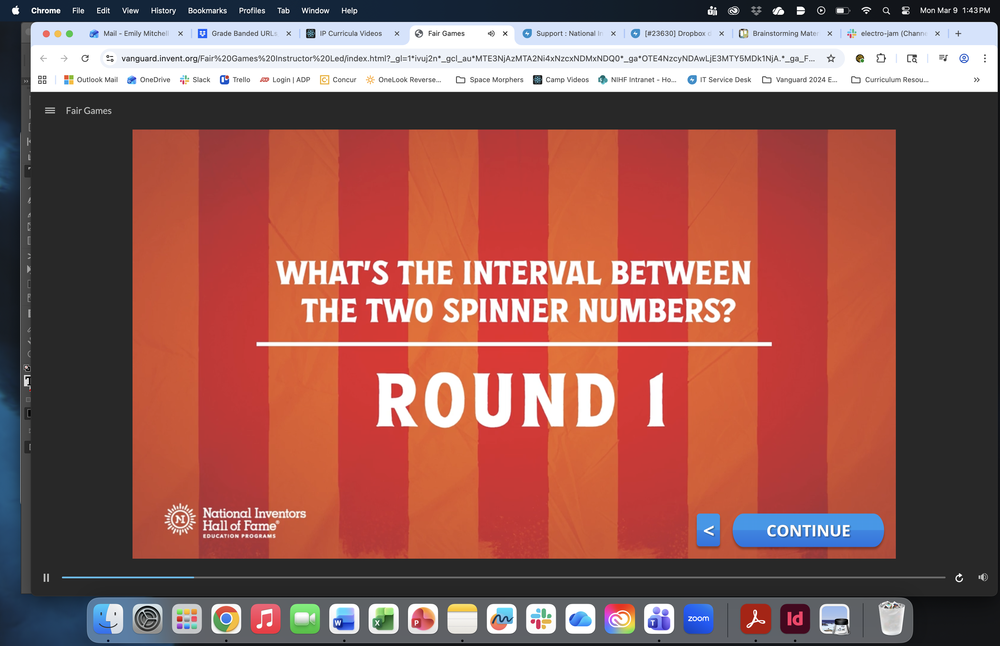 Chrome File Edit View History Bookmarks Profiles Tab Window Help Mon Mar 9 1:43 PM
Mail - Emily Mitchell Grade Banded URLs IP Curricula Videos Fair Games Support : National In [#23630] Dropbox d Brainstorming Mater electro-jam (Channe
vanguard.invent.org/Fair%20Games%20Instructor%20Led/index.html?_gl=1*ivuj2n*_gcl_au*MTE3NjAzMTA2Ni4xNzcxNDMxNDQ0*_ga*OTE4NzcyNDAwLjE3MTY5MDk1NjA.*_ga_F...
Outlook Mail OneDrive Slack Trello ADP Login | ADP Concur OneLook Reverse... Space Morphers Camp Videos NIHF Intranet - Ho... IT Service Desk Vanguard 2024 E... Curriculum Resou...
Fair Games
WHAT'S THE INTERVAL BETWEEN
THE TWO SPINNER NUMBERS?
ROUND 1
N National Inventors
Hall of Fame®
EDUCATION PROGRAMS
< CONTINUE
W X P T zoom Id